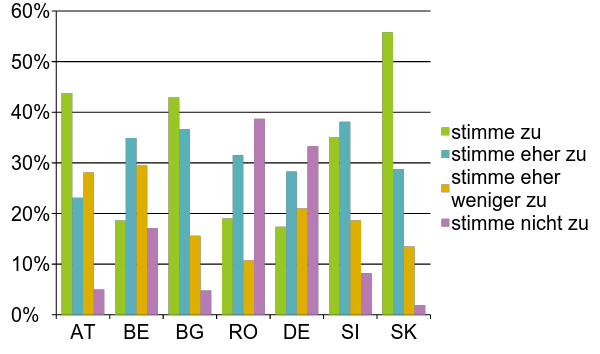 60%
50%
40%
30%
20%
10%
0%
AT BE BG RO DE SI SK
stimme zu
stimme eher zu
stimme eher
weniger zu
stimme nicht zu